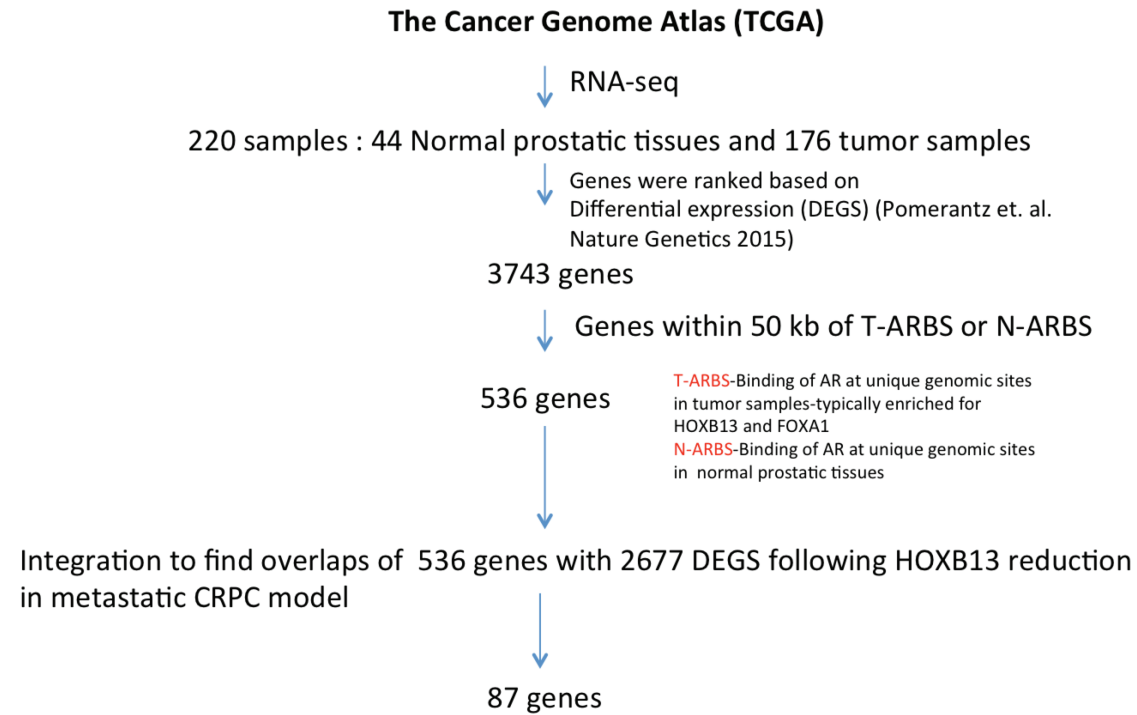 The Cancer Genome Atlas (TCGA)
RNA-seq
220 samples : 44 Normal prostatic tissues and 176 tumor samples
Genes were ranked based on
Differential expression (DEGS) (Pomerantz et. al.
Nature Genetics 2015)
3743 genes
Genes within 50 kb of T-ARBS or N-ARBS
536 genes
T-ARBS-Binding of AR at unique genomic sites
in tumor samples-typically enriched for
HOXB13 and FOXA1
N-ARBS-Binding of AR at unique genomic sites
in normal prostatic tissues
Integration to find overlaps of 536 genes with 2677 DEGS following HOXB13 reduction
in metastatic CRPC model
87 genes